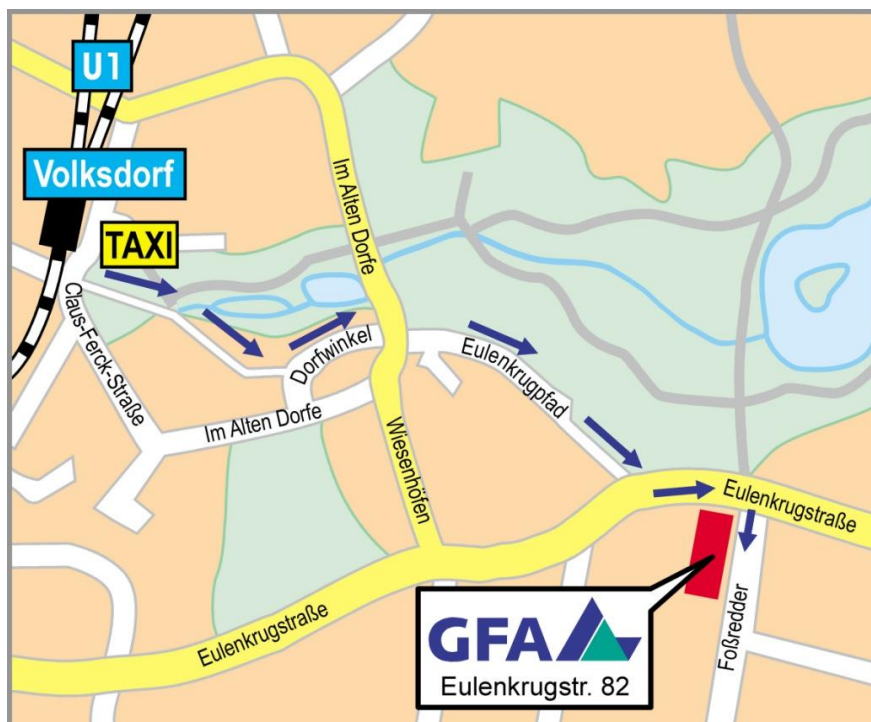 U1
Volksdorf
TAXI
Im Alten Dorfe
Claus-Ferck-Straße
Dorfwinkel
Eulenkrugpfad
Im Alten Dorfe
Wiesenhöfen
Eulenkrugstraße
Eulenkrugstraße
Foßredder
GFA
Eulenkrugstr. 82